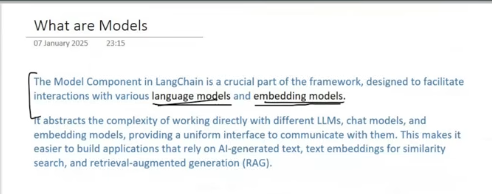 What are Models
07 January 2025 23:15
The Model Component in LangChain is a crucial part of the framework, designed to facilitate
interactions with various language models and embedding models.
It abstracts the complexity of working directly with different LLMs, chat models, and
embedding models, providing a uniform interface to communicate with them. This makes it
easier to build applications that rely on AI-generated text, text embeddings for similarity
search, and retrieval-augmented generation (RAG).